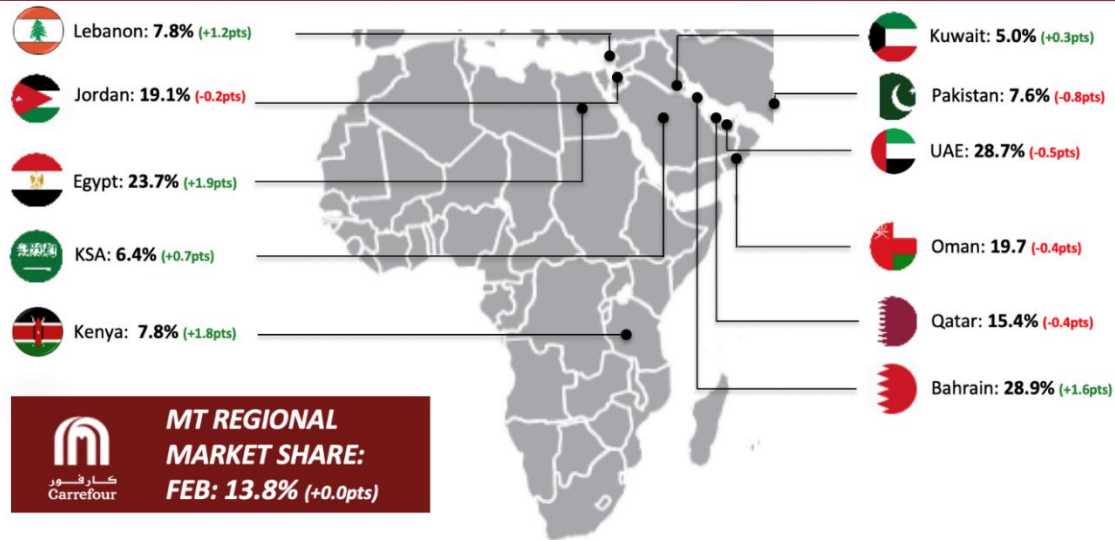 Lebanon: 7.8% (+1.2pts)
Jordan: 19.1% (-0.2pts)
Egypt: 23.7% (+1.9pts)
KSA: 6.4% (+0.7pts)
Kenya: 7.8% (+1.8pts)
Kuwait: 5.0% (+0.3pts)
Pakistan: 7.6% (-0.8pts)
UAE: 28.7% (-0.5pts)
Oman: 19.7 (-0.4pts)
Qatar: 15.4% (-0.4pts)
Bahrain: 28.9% (+1.6pts)
كارفور
Carrefour
MT REGIONAL
MARKET SHARE:
FEB: 13.8% (+0.0pts)